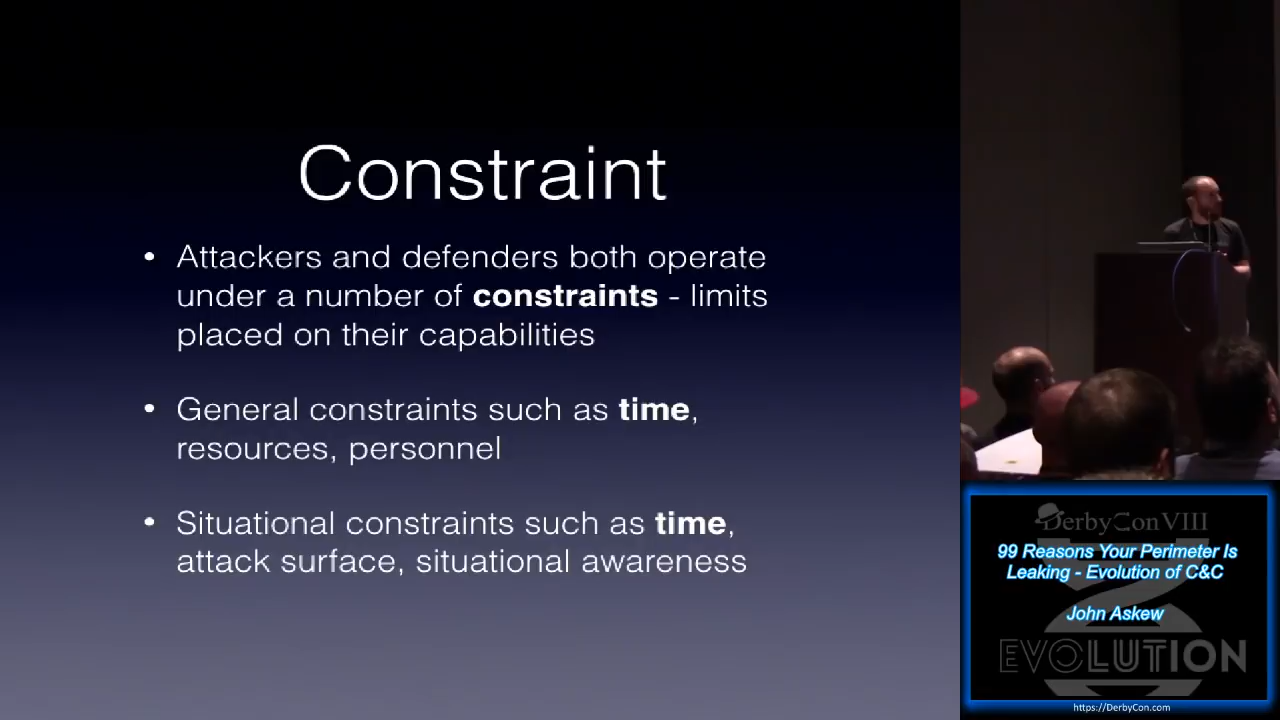 Constraint
• Attackers and defenders both operate
under a number of constraints - limits
placed on their capabilities
• General constraints such as time,
resources, personnel
• Situational constraints such as time,
attack surface, situational awareness
DerbyCon VIII
99 Reasons Your Perimeter Is
Leaking - Evolution of C&C
John Askew
EVOLUTION
https://DerbyCon.com